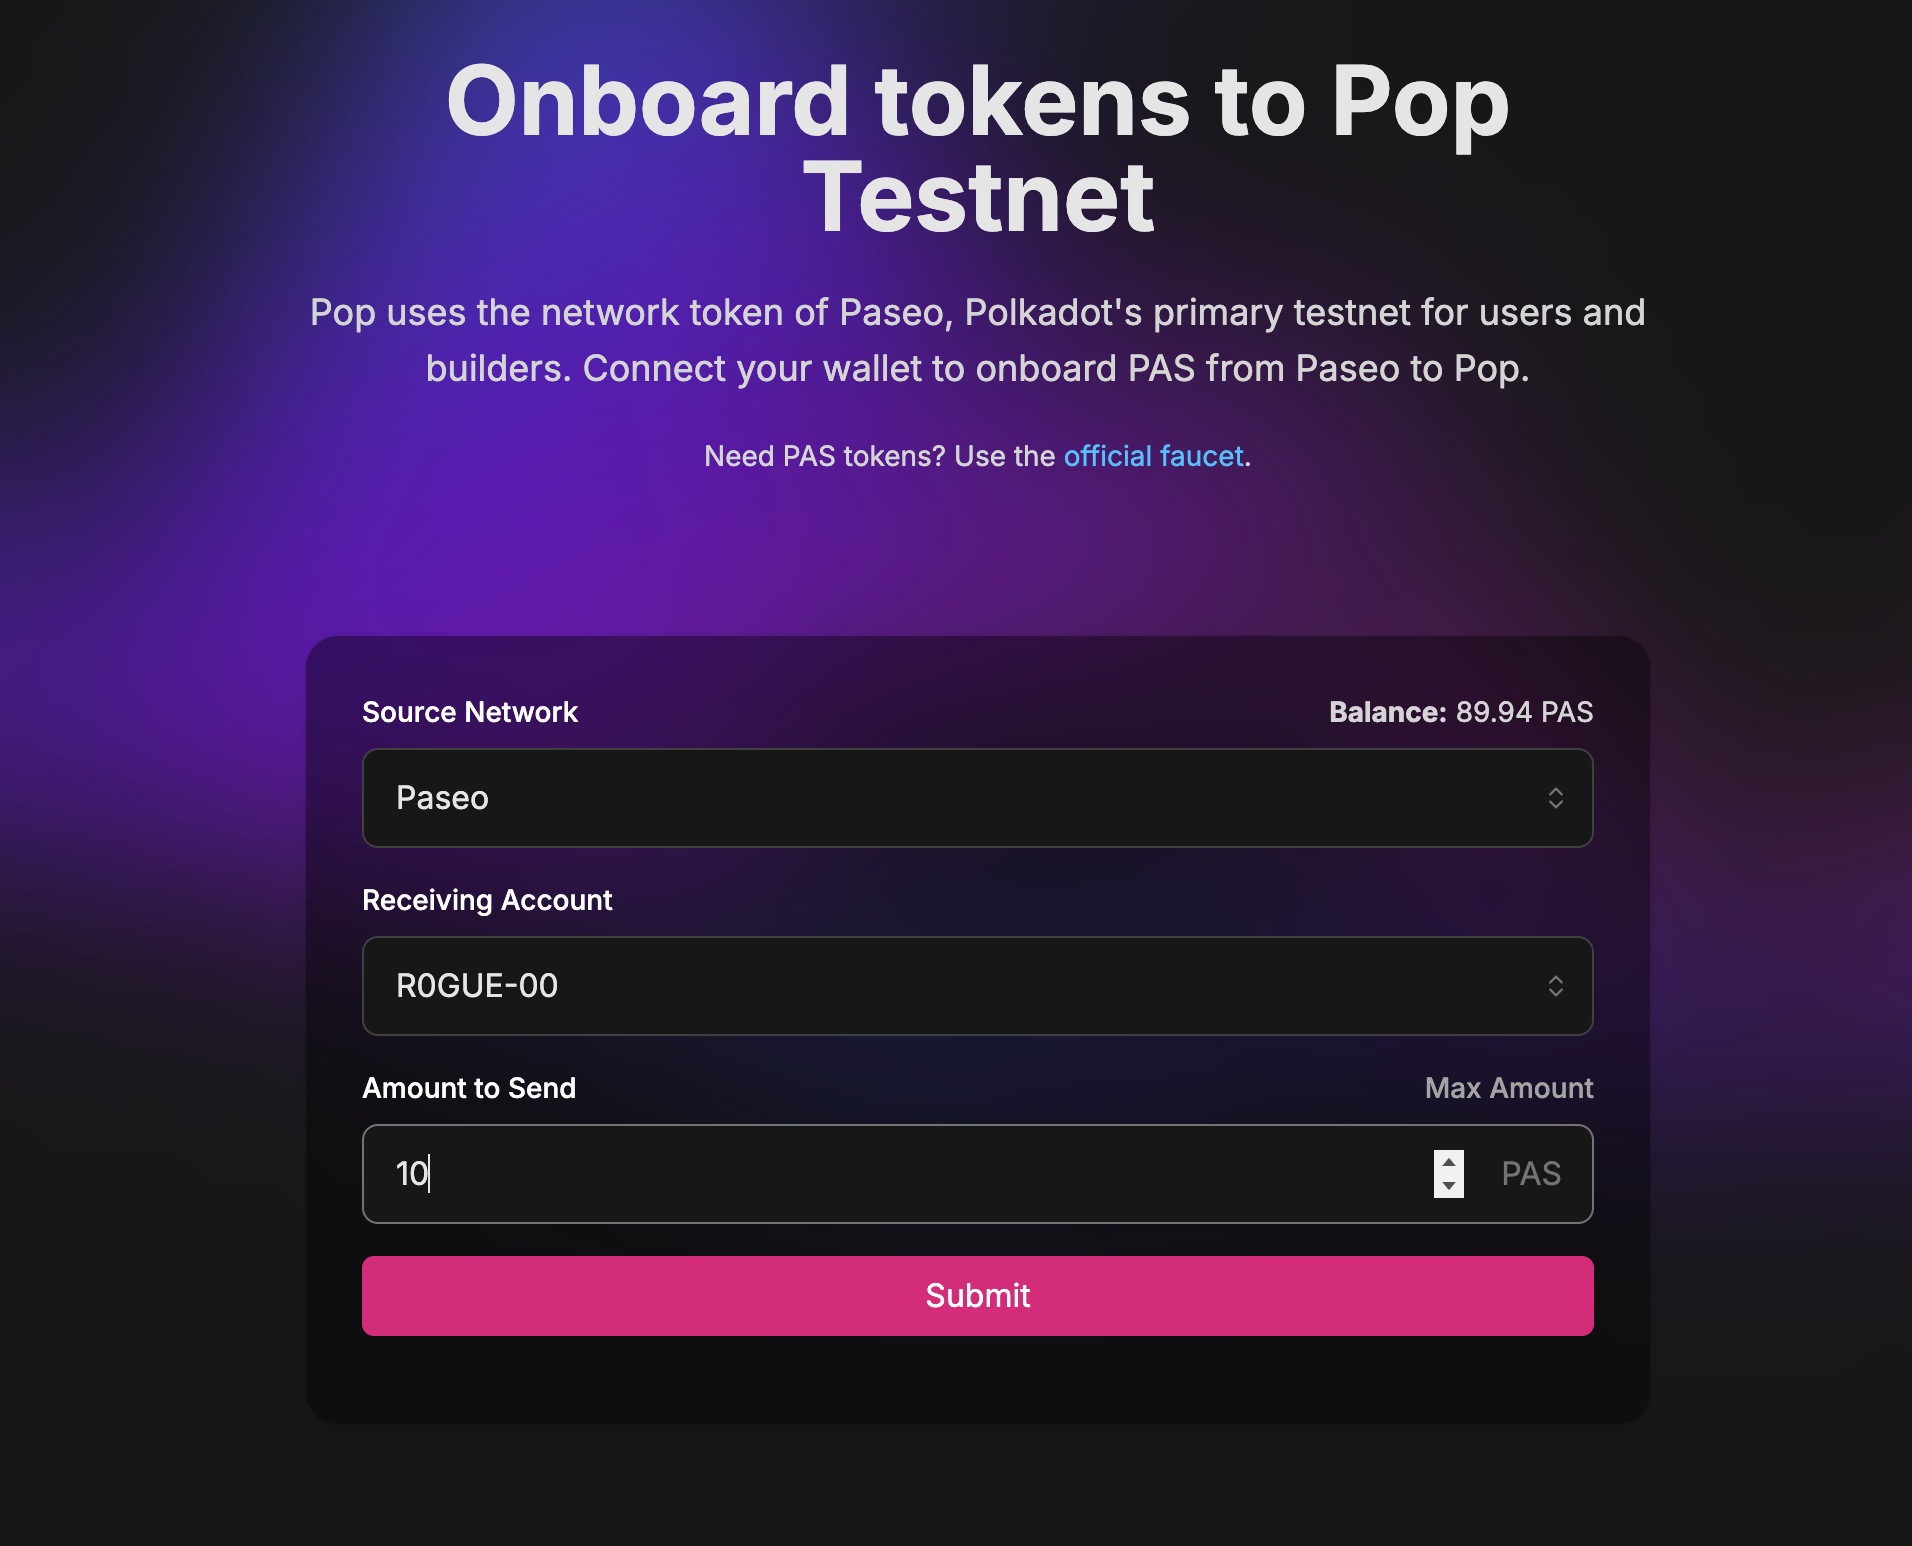 Onboard tokens to Pop
Testnet
Pop uses the network token of Paseo, Polkadot's primary testnet for users and
builders. Connect your wallet to onboard PAS from Paseo to Pop.
Need PAS tokens? Use the official faucet.
Source Network
Balance: 89.94 PAS
Paseo
Receiving Account
R0GUE-00
Amount to Send
Max Amount
10
PAS
Submit